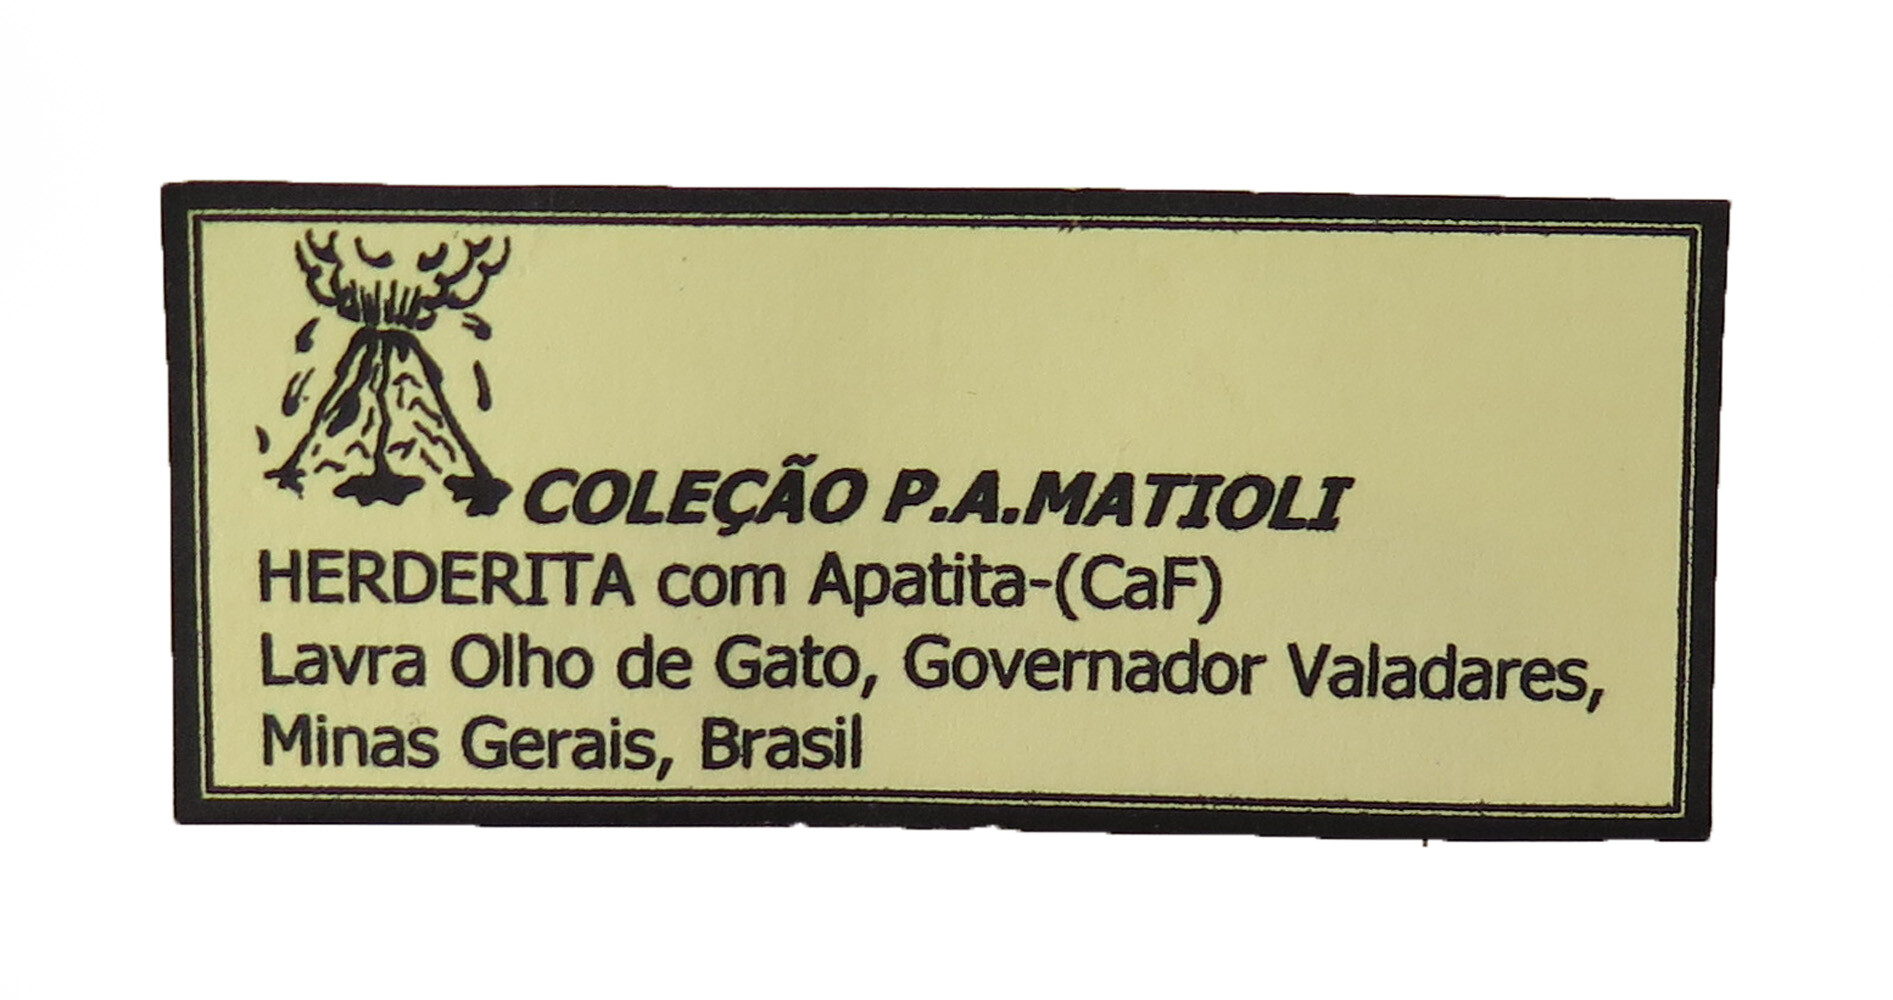 COLEÇÃO P.A.MATIOLI
HERDERITA com Apatita-(CaF)
Lavra Olho de Gato, Governador Valadares,
Minas Gerais, Brasil